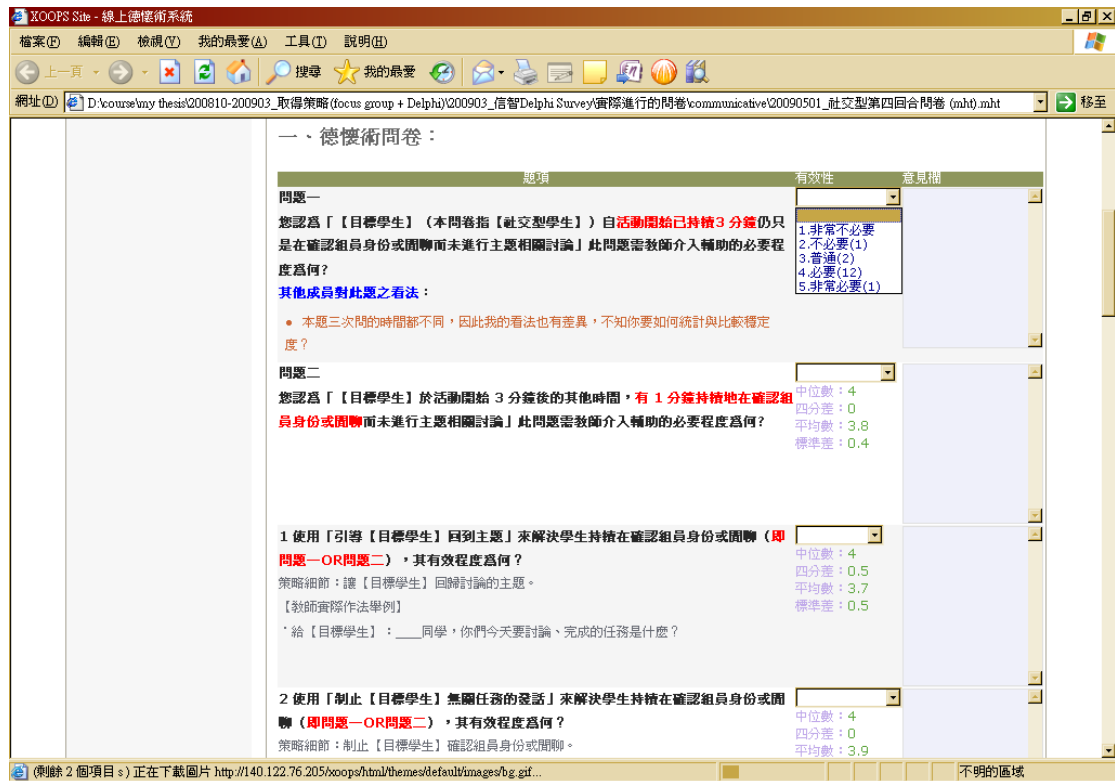 XOOPS Site - 線上德懷術系統
檔案(F) 編輯(E) 檢視(V) 我的最愛(A) 工具(T) 說明(H)
上一頁 搜尋 我的最愛
網址(D) D:\course\my thesis\200810-200903_取得策略(focus group + Delphi)\200903_信智Delphi Survey\實際進行的問卷\communicative\20090501_社交型第四回合問卷 (mht).mht 移至
一、德懷術問卷：
題項 有效性 意見欄
問題一
您認為「【目標學生】（本問卷指【社交型學生】）自活動開始已持續3 分鐘仍只
是在確認組員身份或閒聊而未進行主題相關討論」此問題需教師介入輔助的必要程
度為何？
1.非常不必要
2.不必要(1)
3.普通(2)
4.必要(12)
5.非常必要(1)
其他成員對此題之看法：
• 本題三次問的時間都不同，因此我的看法也有差異，不知你要如何統計與比較穩定
度？
問題二
您認為「【目標學生】於活動開始 3 分鐘後的其他時間，有 1 分鐘持續地在確認組
員身份或閒聊而未進行主題相關討論」此問題需教師介入輔助的必要程度為何？
中位數：4
四分差：0
平均數：3.8
標準差：0.4
1 使用「引導【目標學生】回到主題」來解決學生持續在確認組員身份或閒聊（即
問題一OR問題二），其有效程度為何？
策略細節：讓【目標學生】回歸討論的主題。
【教師實際作法舉例】
‧給【目標學生】：____同學，你們今天要討論、完成的任務是什麼？
中位數：4
四分差：0.5
平均數：3.7
標準差：0.5
2 使用「制止【目標學生】無關任務的發話」來解決學生持續在確認組員身份或閒
聊（即問題一OR問題二），其有效程度為何？
策略細節：制止【目標學生】確認組員身份或閒聊。
中位數：4
四分差：0
平均數：3.9
(剩餘 2 個項目 s) 正在下載圖片 http://140.122.76.205/xoops/html/themes/default/images/bg.gif... 不明的區域